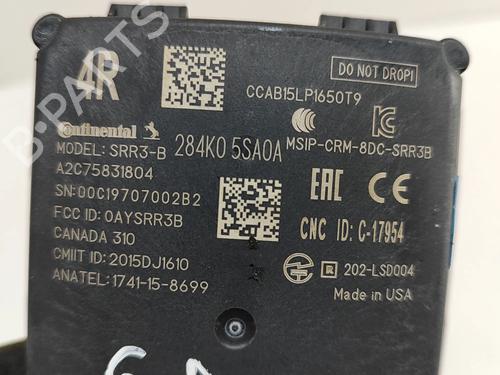 4R
DO NOT DROP!
CCAB15LP1650T9
Continental
MODEL: SRR3-B
284K0 5SA0A
MSIP-CRM-8DC-SRR3B
A2C75831804
SN:00C19707002B2
EAC
FCC ID: OAYSRR3B
CNC ID: C-17954
CANADA 310
CMIIT ID: 2015DJ1610
R 202-LSD004
ANATEL: 1741-15-8699
Made in USA
B-PARTS